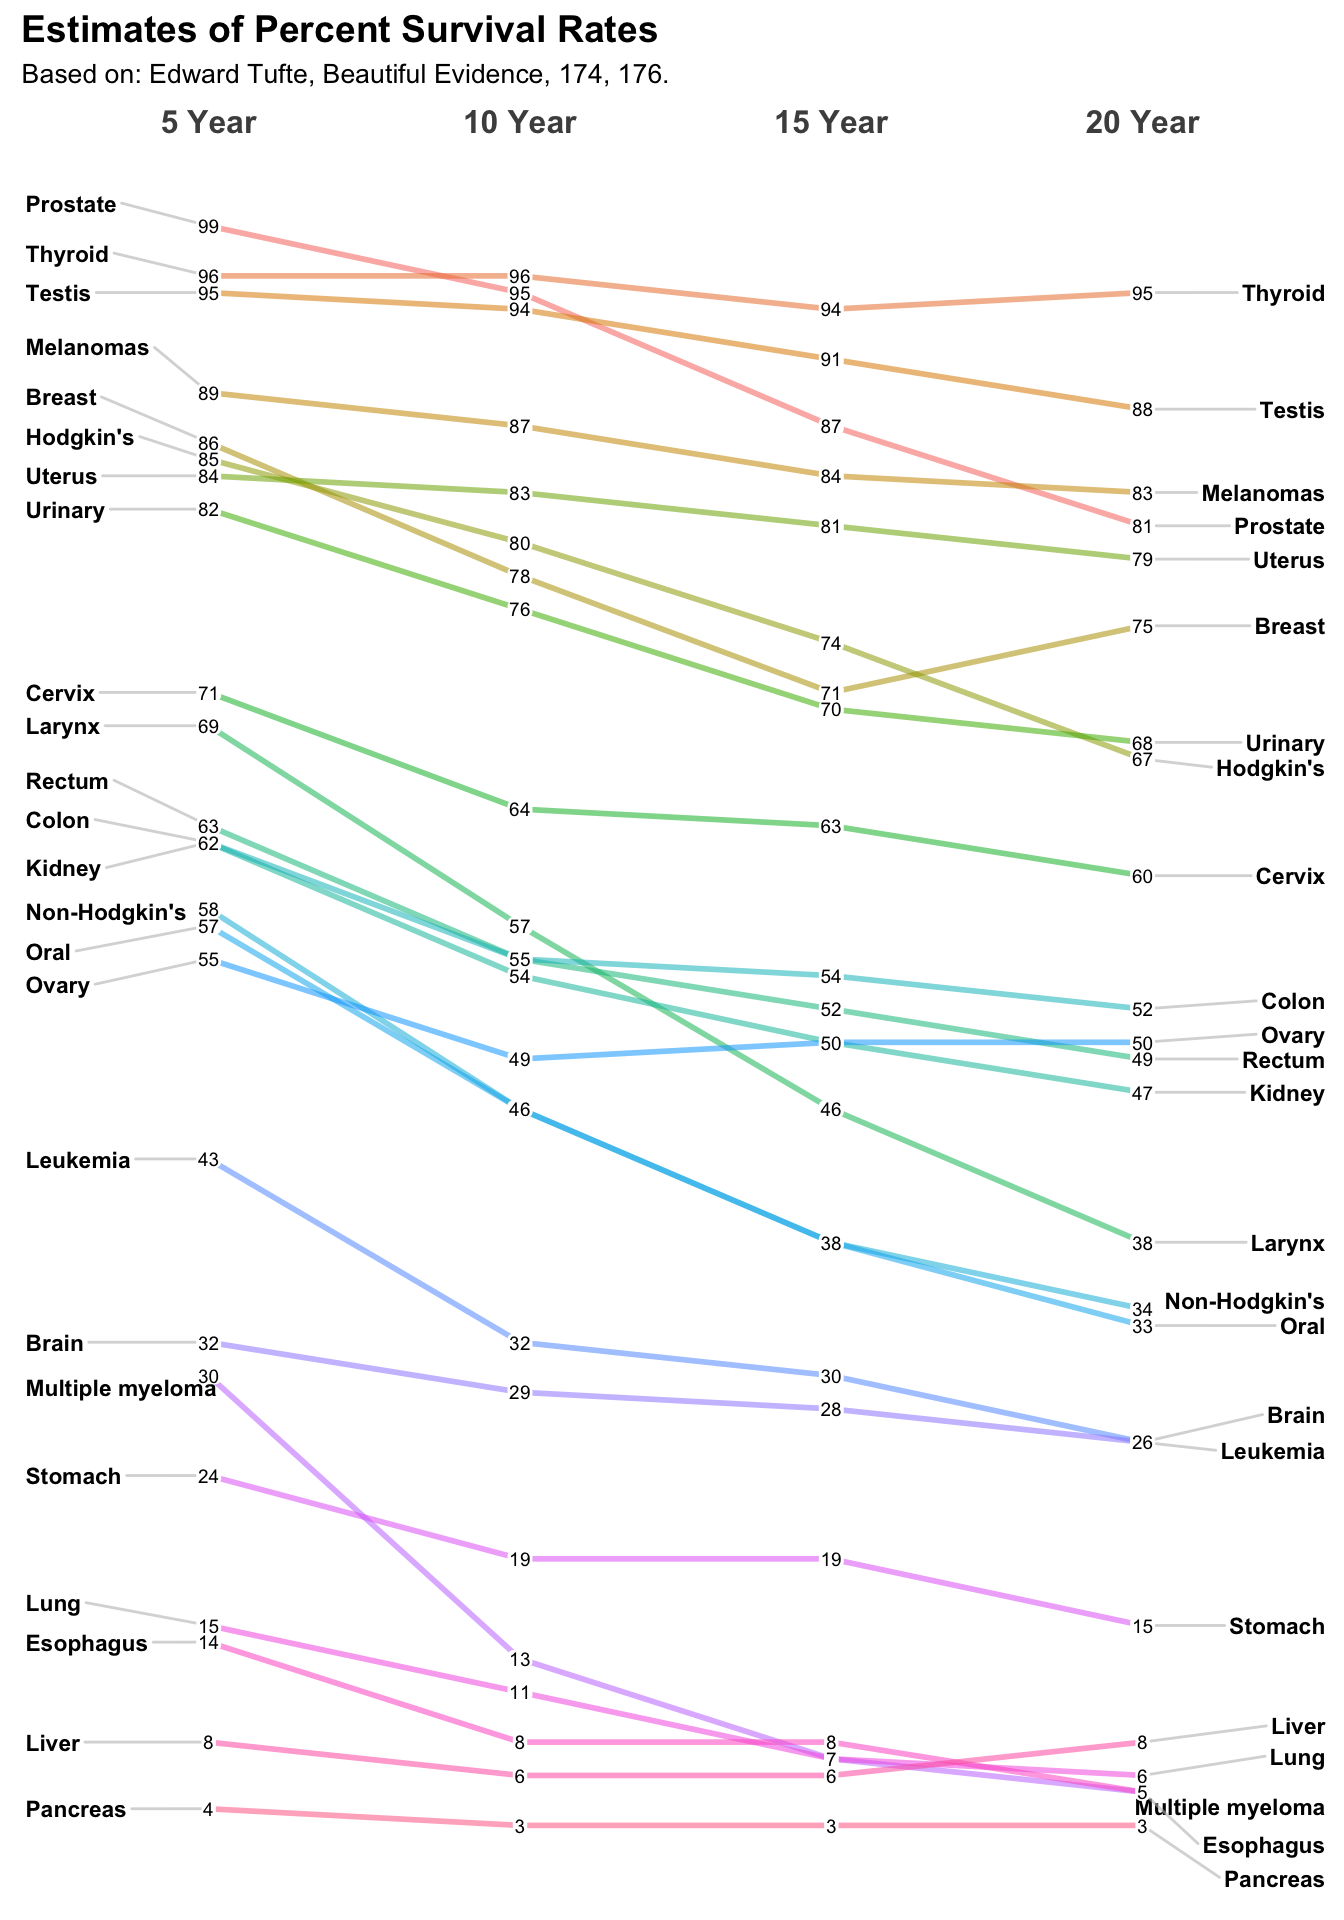 Estimates of Percent Survival Rates
Based on: Edward Tufte, Beautiful Evidence, 174, 176.
5 Year 10 Year 15 Year 20 Year
Prostate 99
Thyroid 96 96
Testis 95 95 95 Thyroid
94 94
91
Melanomas 89 88 Testis
Breast 87 87
Hodgkin's 86
85
Uterus 84 84
83 83 Melanomas
Urinary 82
81 81 Prostate
80 79 Uterus
78
76 75 Breast
74
Cervix 71 71
70
Larynx 69
68 Urinary
67 Hodgkin's
Rectum
Colon 63 64 63
62
Kidney 60 Cervix
Non-Hodgkin's 58
57 57
Oral
Ovary 55 55
54 54
52 52 Colon
50 50 Ovary
49 49 Rectum
47 Kidney
46 46
Leukemia 43
38 38 Larynx
34 Non-Hodgkin's
33 Oral
Brain 32 32
Multiple myeloma 30 30
29 28 Brain
26
Leukemia
Stomach 24
19 19
Lung 15 15 Stomach
Esophagus 14
13
11
Liver 8 8 8 8 Liver
7 Lung
6 6 6
5
Multiple myeloma
Pancreas 4
3 3 3
Esophagus
Pancreas